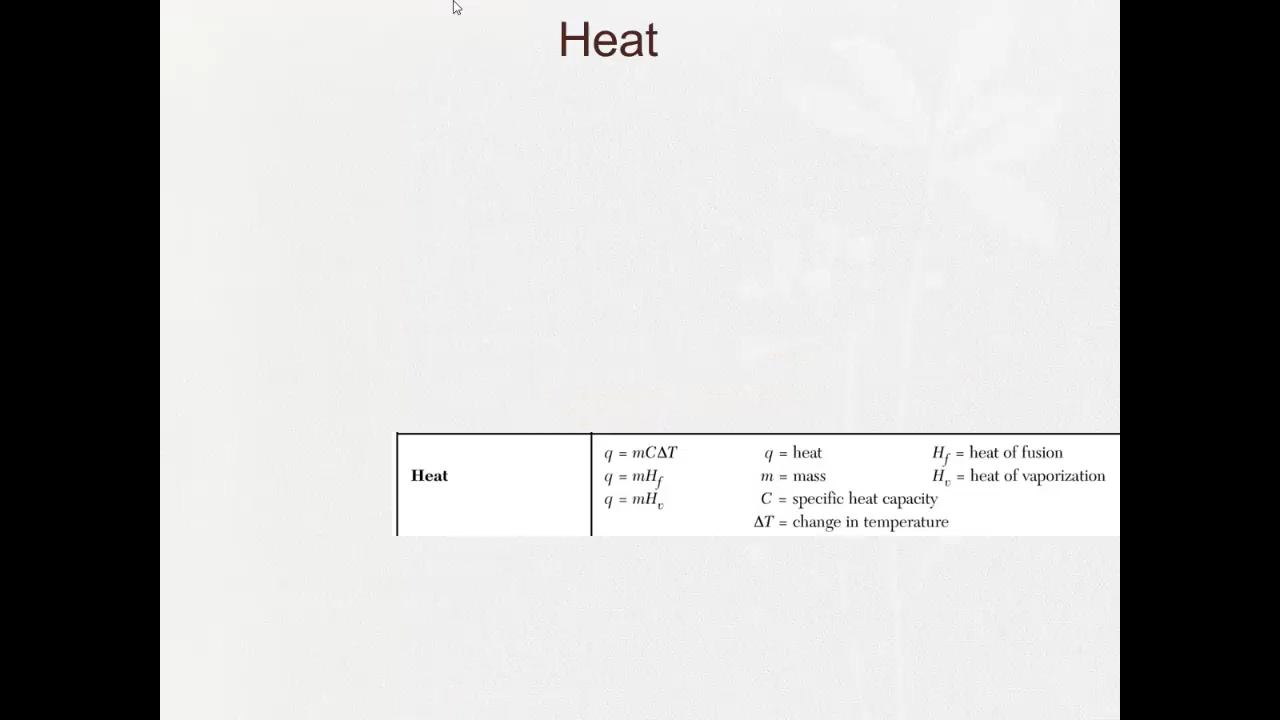 Heat
q = mCΔT q = heat H_f = heat of fusion
Heat q = mH_f m = mass H_v = heat of vaporization
q = mH_v C = specific heat capacity
ΔT = change in temperature